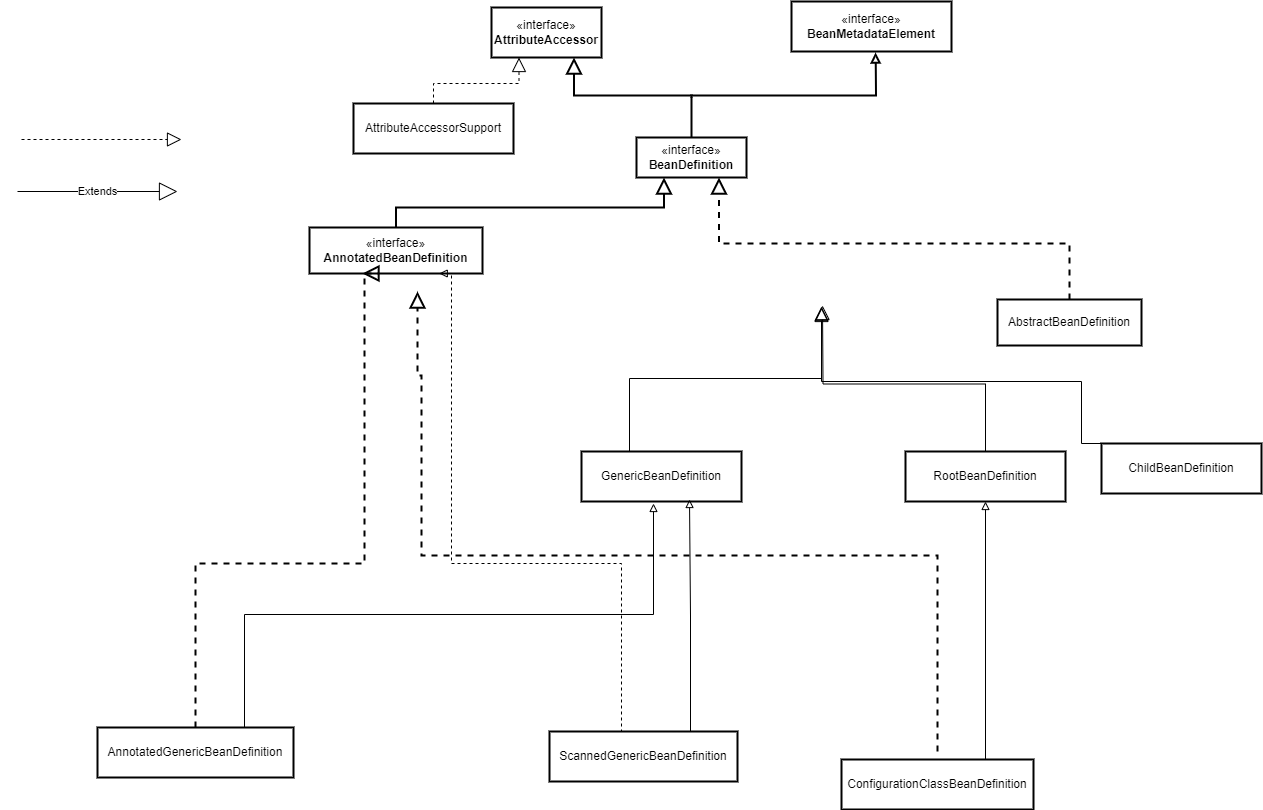 «interface»
AttributeAccessor
«interface»
BeanMetadataElement
AttributeAccessorSupport
«interface»
BeanDefinition
Extends
«interface»
AnnotatedBeanDefinition
AbstractBeanDefinition
GenericBeanDefinition
RootBeanDefinition
ChildBeanDefinition
AnnotatedGenericBeanDefinition
ScannedGenericBeanDefinition
ConfigurationClassBeanDefinition